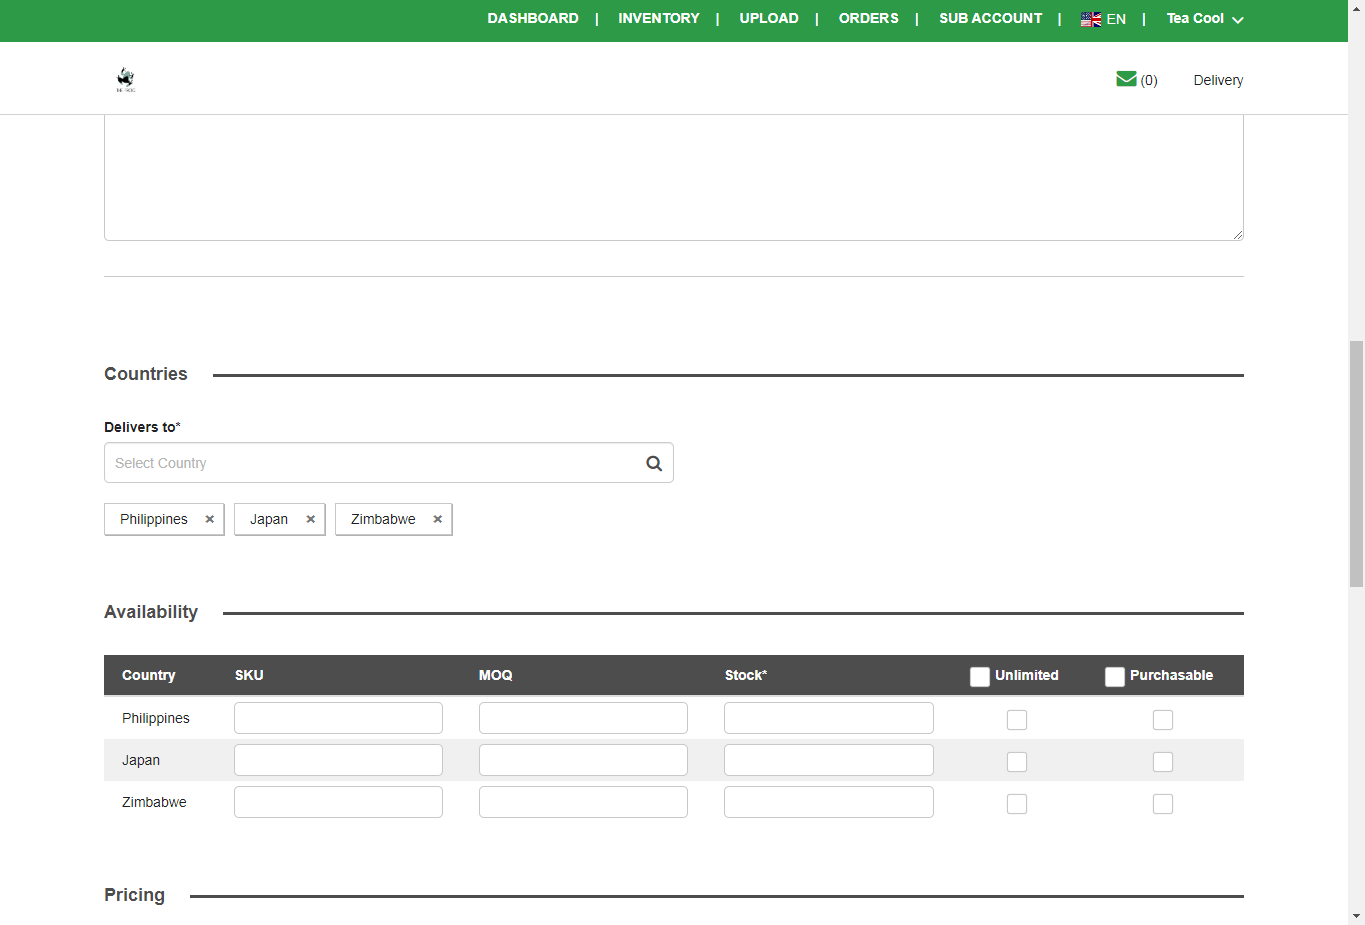 DASHBOARD | INVENTORY | UPLOAD | ORDERS | SUB ACCOUNT | EN | Tea Cool
(0) Delivery
Countries
Delivers to*
Select Country
Philippines × Japan × Zimbabwe ×
Availability
Country SKU MOQ Stock* Unlimited Purchasable
Philippines
Japan
Zimbabwe
Pricing